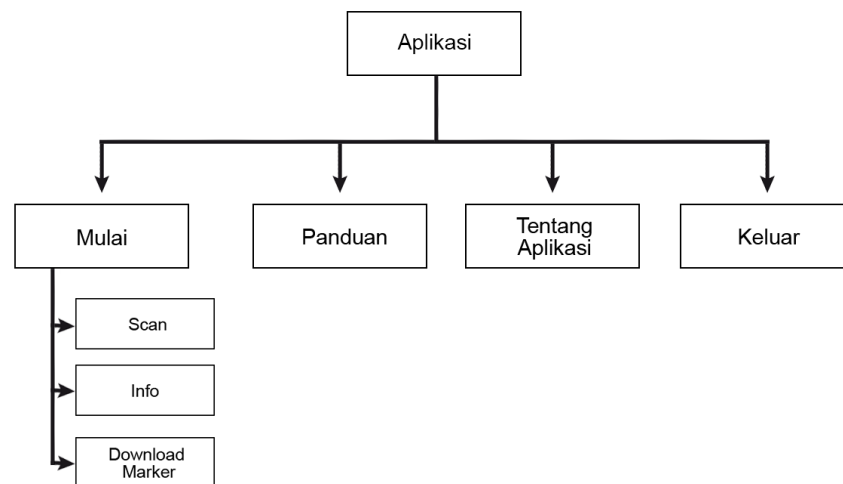 Aplikasi
Mulai
Panduan
Tentang
Aplikasi
Keluar
Scan
Info
Download
Marker